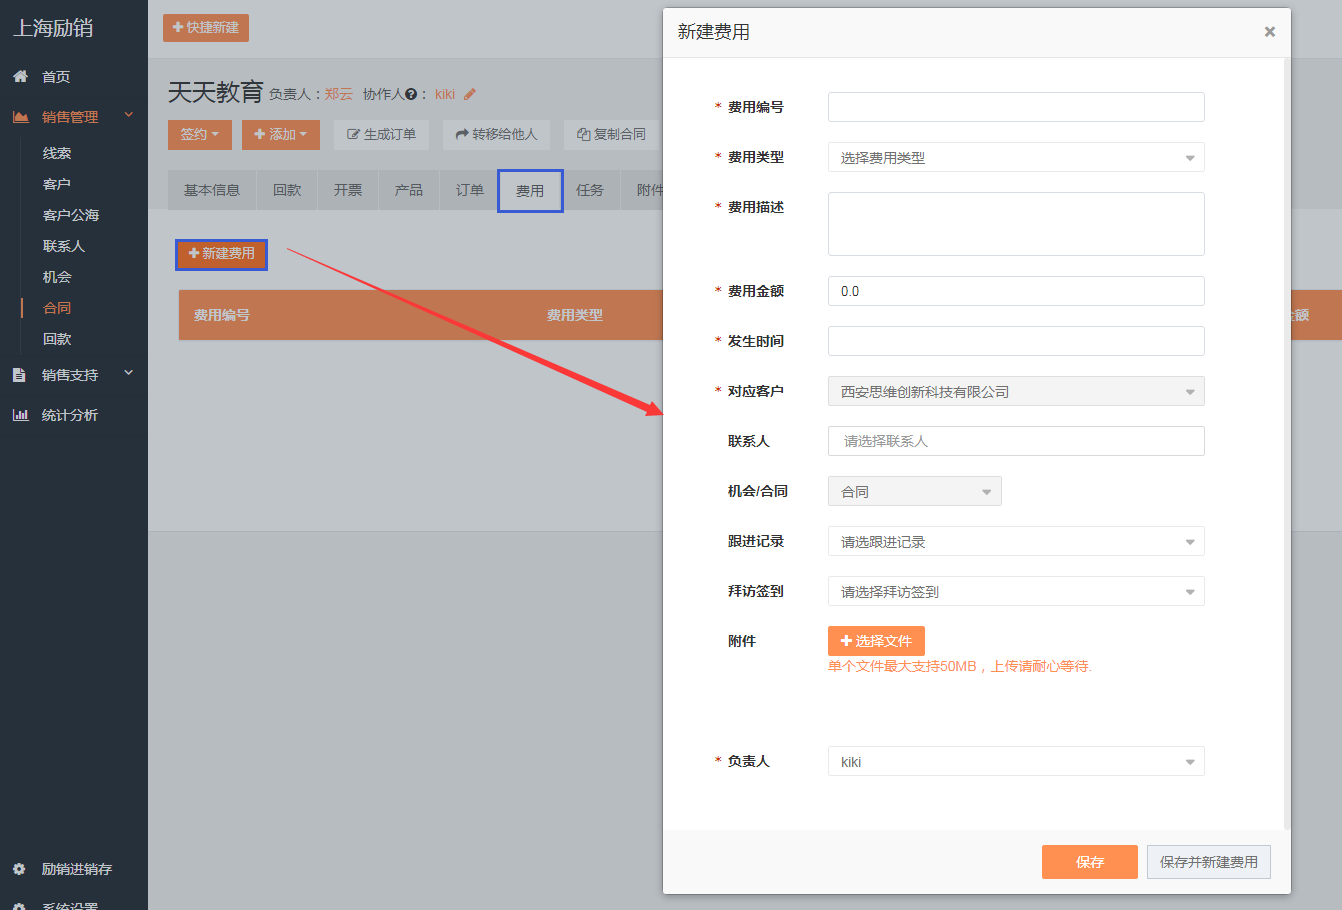 上海励销
首页
销售管理
线索
客户
客户公海
联系人
机会
合同
回款
销售支持
统计分析
励销进销存
系统设置
快捷新建
天天教育 负责人：郑云 协作人 ： kiki
签约 添加 生成订单 转移给他人 复制合同
基本信息 回款 开票 产品 订单 费用 任务 附件
新建费用
费用编号 费用类型 金额
新建费用 ×
* 费用编号
* 费用类型 选择费用类型
* 费用描述
* 费用金额 0.0
* 发生时间
* 对应客户 西安思维创新科技有限公司
联系人 请选择联系人
机会/合同 合同
跟进记录 请选跟进记录
拜访签到 请选择拜访签到
附件 选择文件
单个文件最大支持50MB，上传请耐心等待.
* 负责人 kiki
保存 保存并新建费用